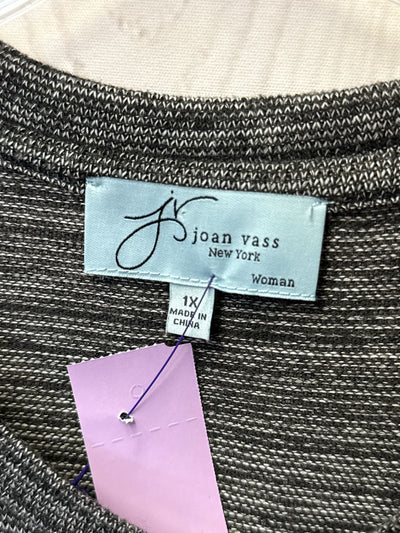 jv
joan vass
New York
Woman
1X
MADE IN
CHINA